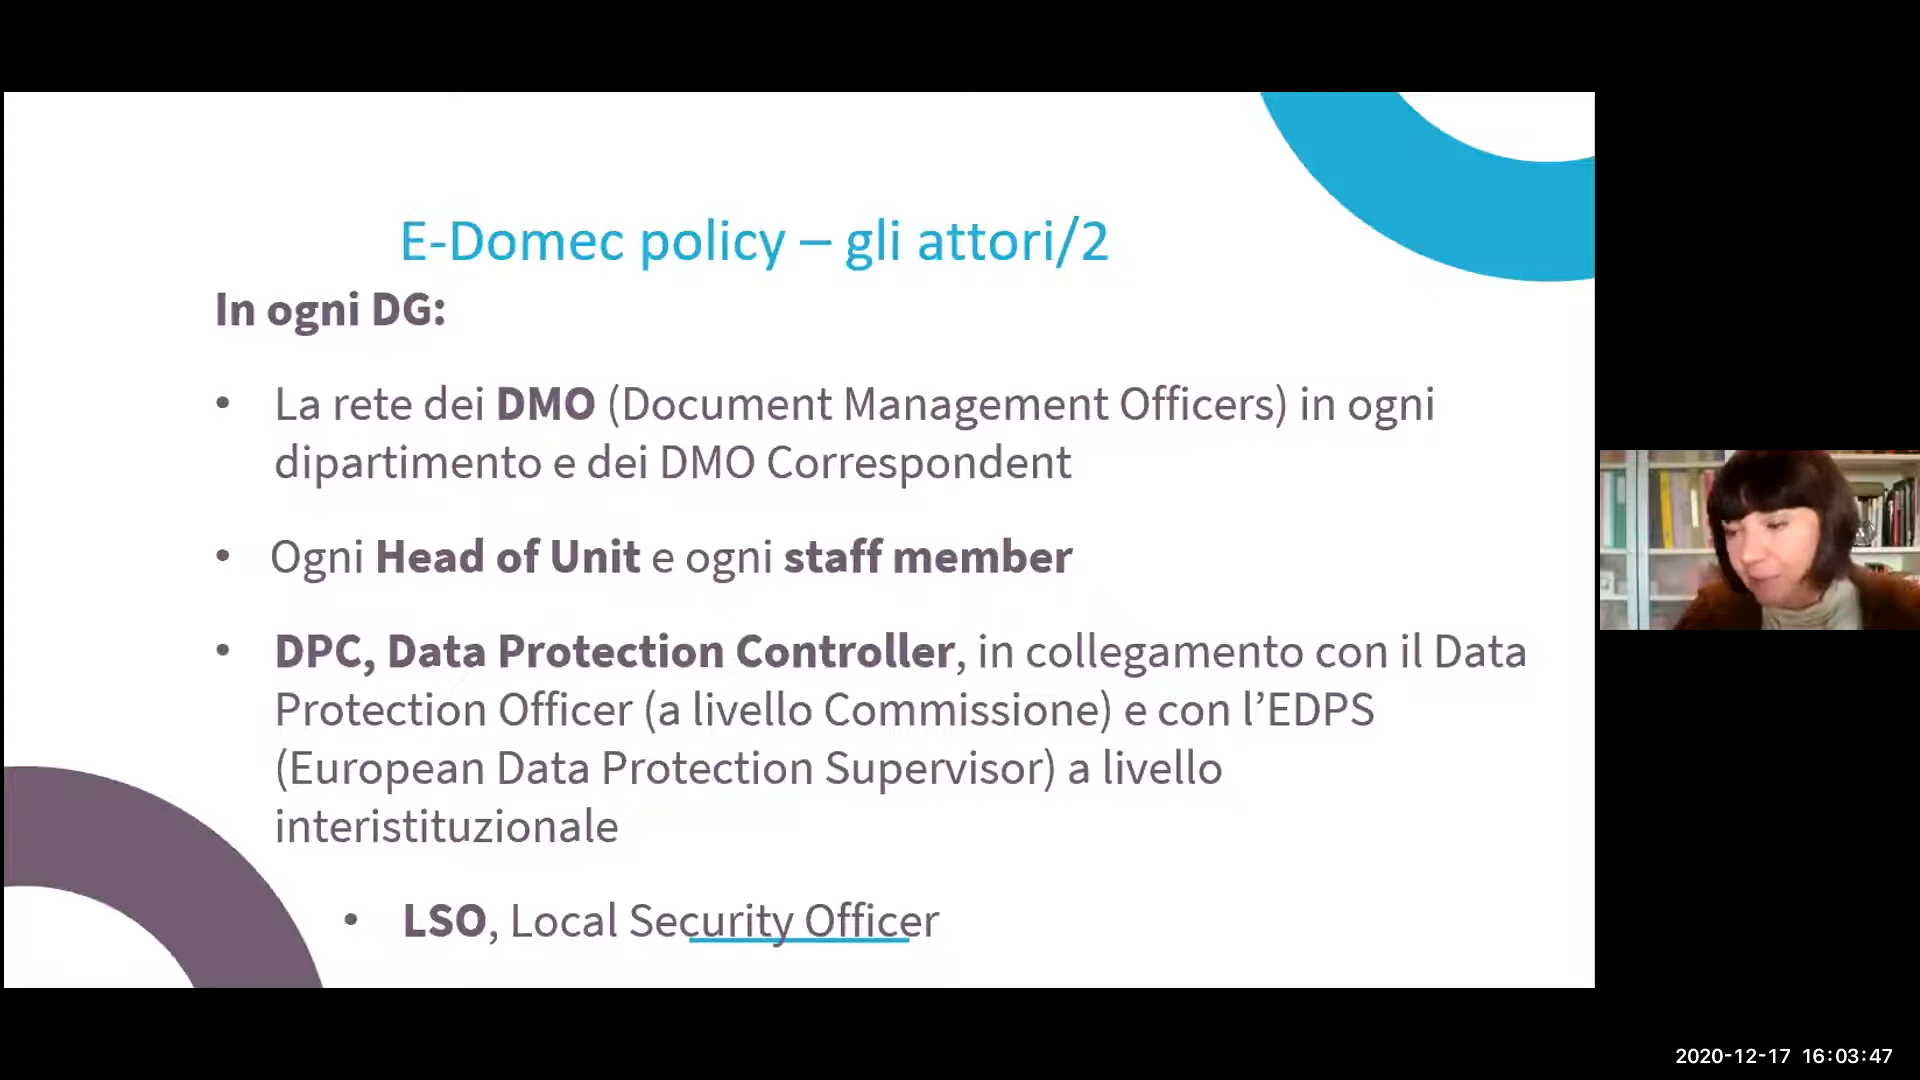 E-Domec policy – gli attori/2
In ogni DG:
• La rete dei DMO (Document Management Officers) in ogni
dipartimento e dei DMO Correspondent
• Ogni Head of Unit e ogni staff member
• DPC, Data Protection Controller, in collegamento con il Data
Protection Officer (a livello Commissione) e con l’EDPS
(European Data Protection Supervisor) a livello
interistituzionale
• LSO, Local Security Officer
2020-12-17 16:03:47